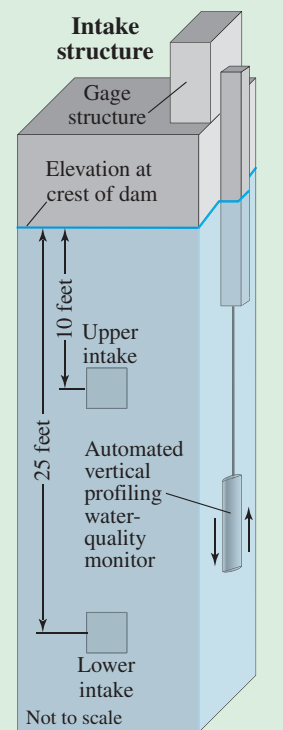 Intake
structure
Gage
structure
Elevation at
crest of dam
10 feet
Upper
intake
25 feet
Automated
vertical
profiling
water-
quality
monitor
Lower
intake
Not to scale